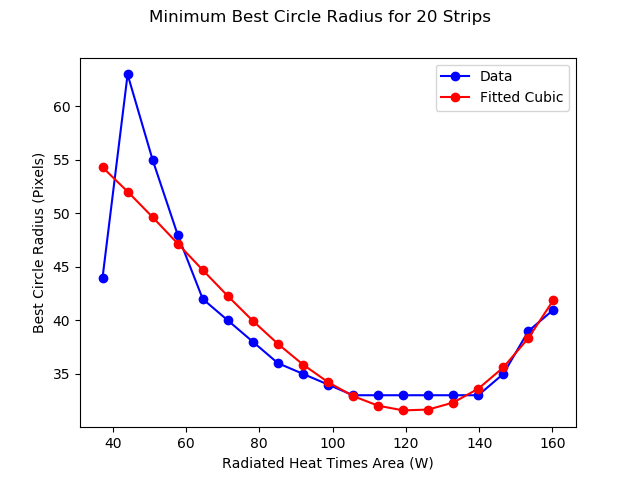 Minimum Best Circle Radius for 20 Strips
Data
Fitted Cubic
60
55
50
45
40
35
Best Circle Radius (Pixels)
40 60 80 100 120 140 160
Radiated Heat Times Area (W)